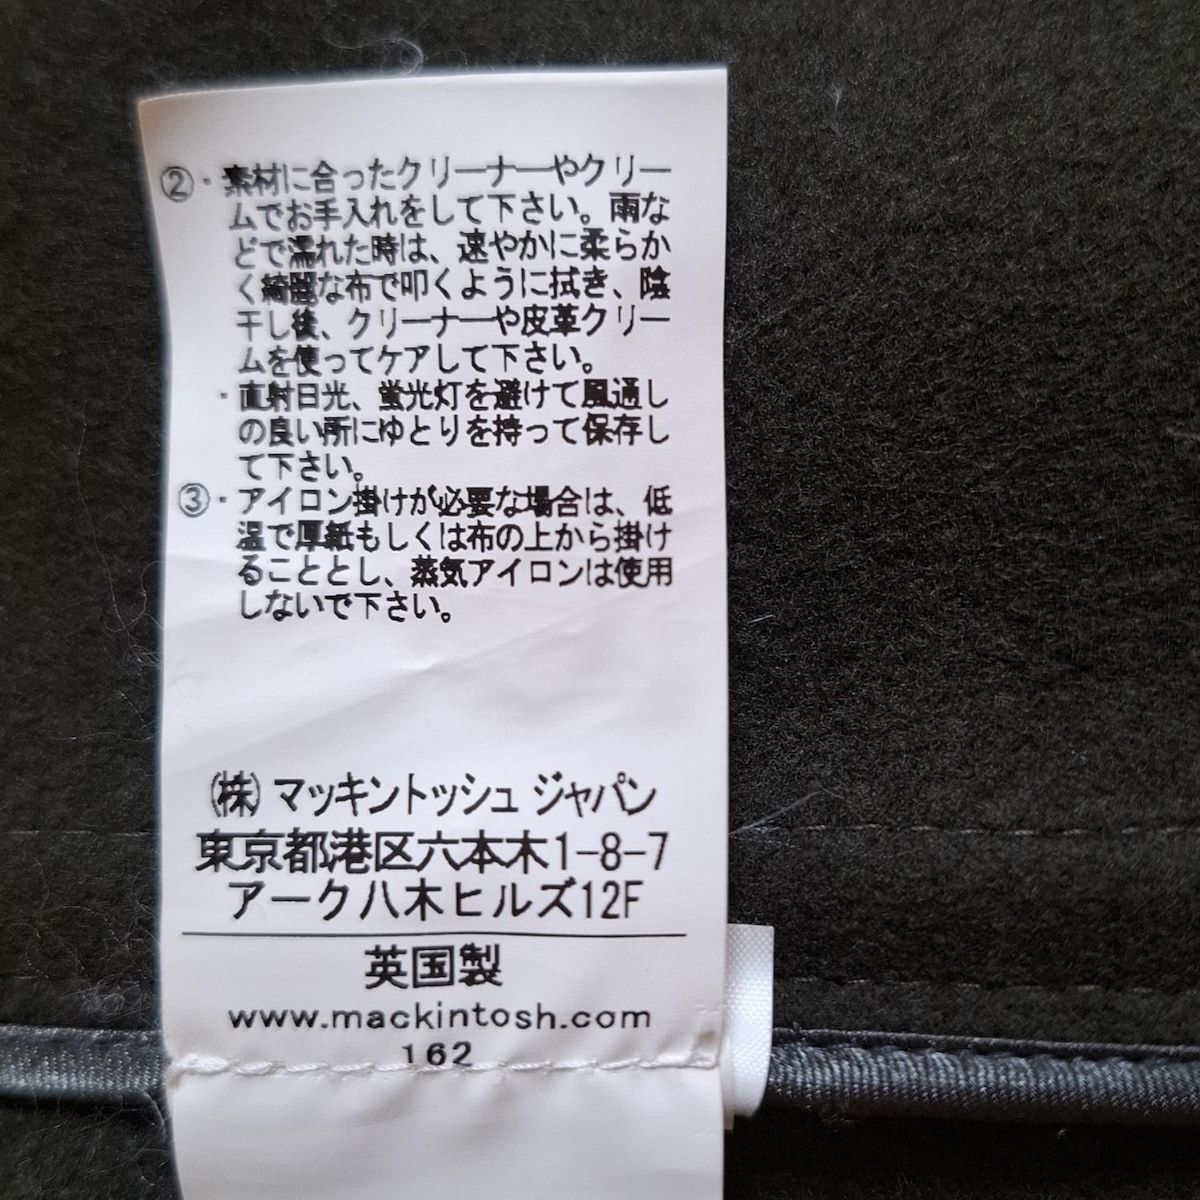 ②・素材に合ったクリーナーやクリー
ムでお手入れをして下さい。雨な
どで濡れた時は、速やかに柔らか
く綺麗な布で叩くように拭き、陰
干し後、クリーナーや皮革クリー
ムを使ってケアして下さい。
・直射日光、蛍光灯を避けて風通し
の良い所にゆとりを持って保存し
て下さい。
③・アイロン掛けが必要な場合は、低
温で厚紙もしくは布の上から掛け
ることとし、蒸気アイロンは使用
しないで下さい。
(株)マッキントッシュ ジャパン
東京都港区六本木1-8-7
アーク八木ヒルズ12F
英国製
www.mackintosh.com
162